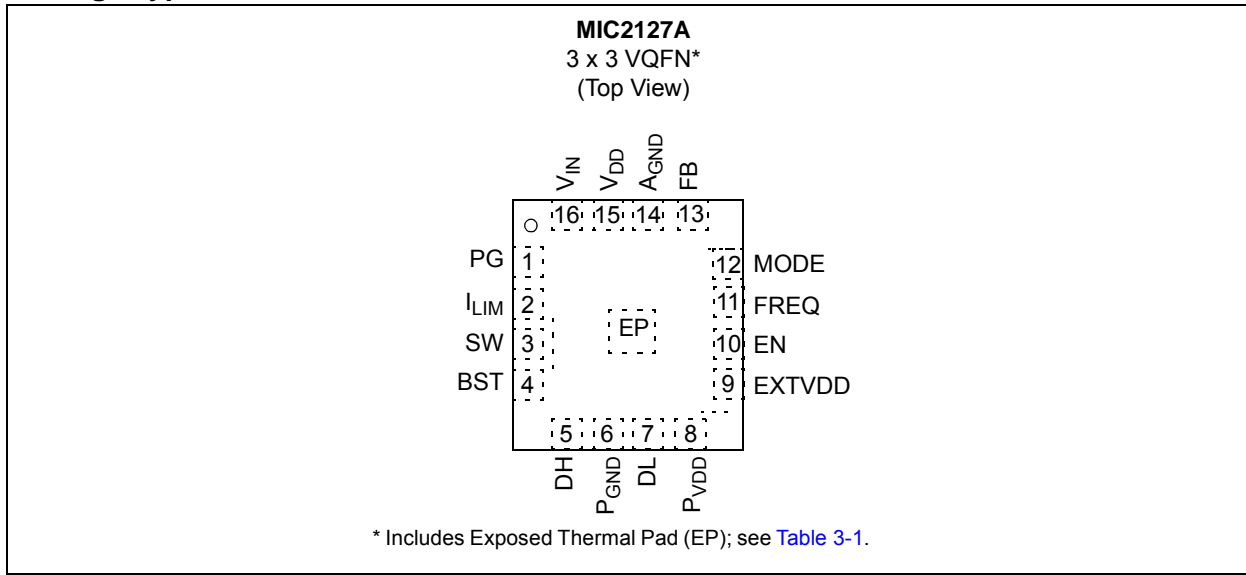 MIC2127A
3 x 3 VQFN*
(Top View)
VIN VDD AGND FB
16 15 14 13
PG 1
ILIM 2
SW 3
BST 4
EP
12 MODE
11 FREQ
10 EN
9 EXTVDD
5 6 7 8
DH PGND DL PVDD
* Includes Exposed Thermal Pad (EP); see Table 3-1.